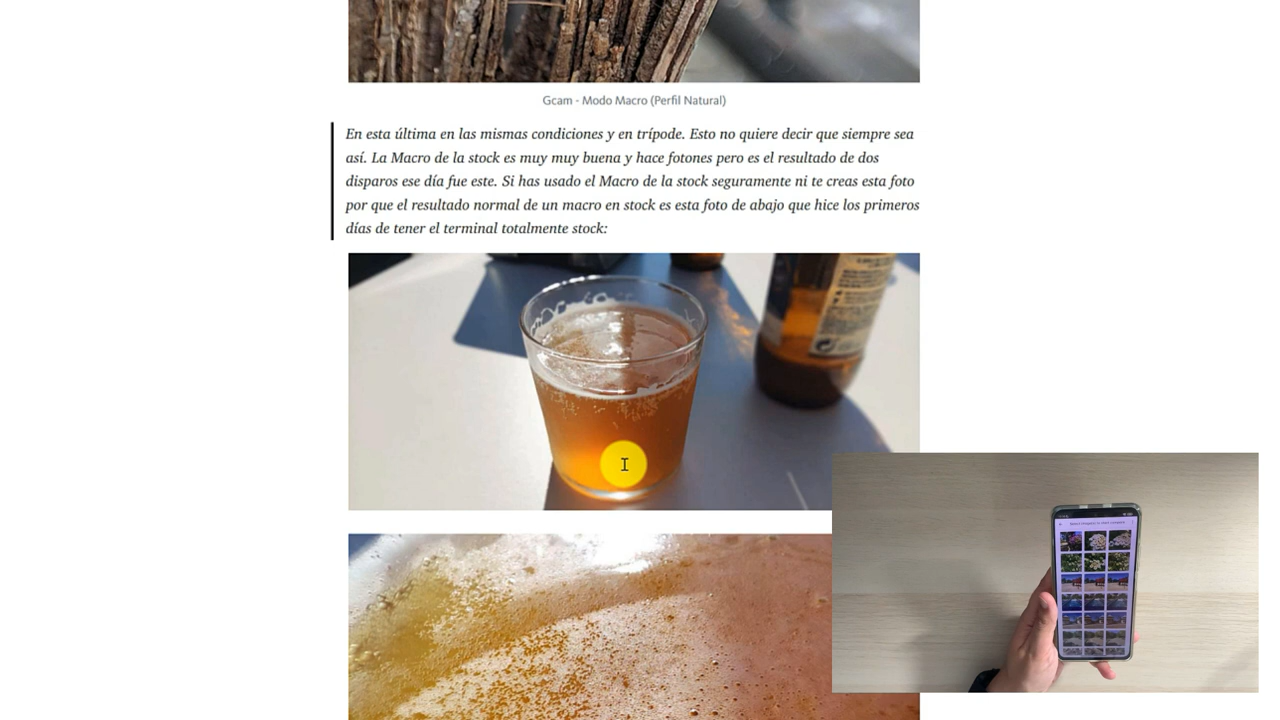 Gcam - Modo Macro (Perfil Natural)
En esta última en las mismas condiciones y en trípode. Esto no quiere decir que siempre sea
así. La Macro de la stock es muy muy buena y hace fotones pero es el resultado de dos
disparos ese día fue este. Si has usado el Macro de la stock seguramente ni te creas esta foto
por que el resultado normal de un macro en stock es esta foto de abajo que hice los primeros
días de tener el terminal totalmente stock: